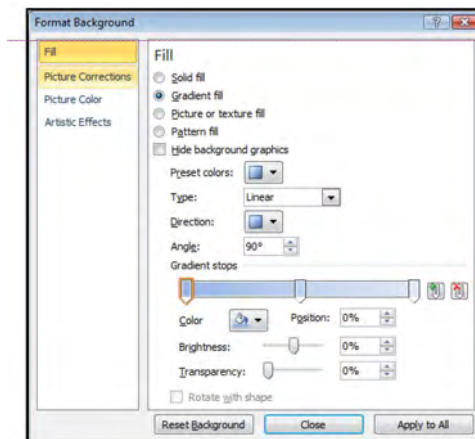 Format Background
Fill
Picture Corrections
Picture Color
Artistic Effects
Fill
Solid fill
Gradient fill
Picture or texture fill
Pattern fill
Hide background graphics
Preset colors:
Type: Linear
Direction:
Angle: 90°
Gradient stops
Color Position: 0%
Brightness: 0%
Transparency: 0%
Rotate with shape
Reset Background Close Apply to All